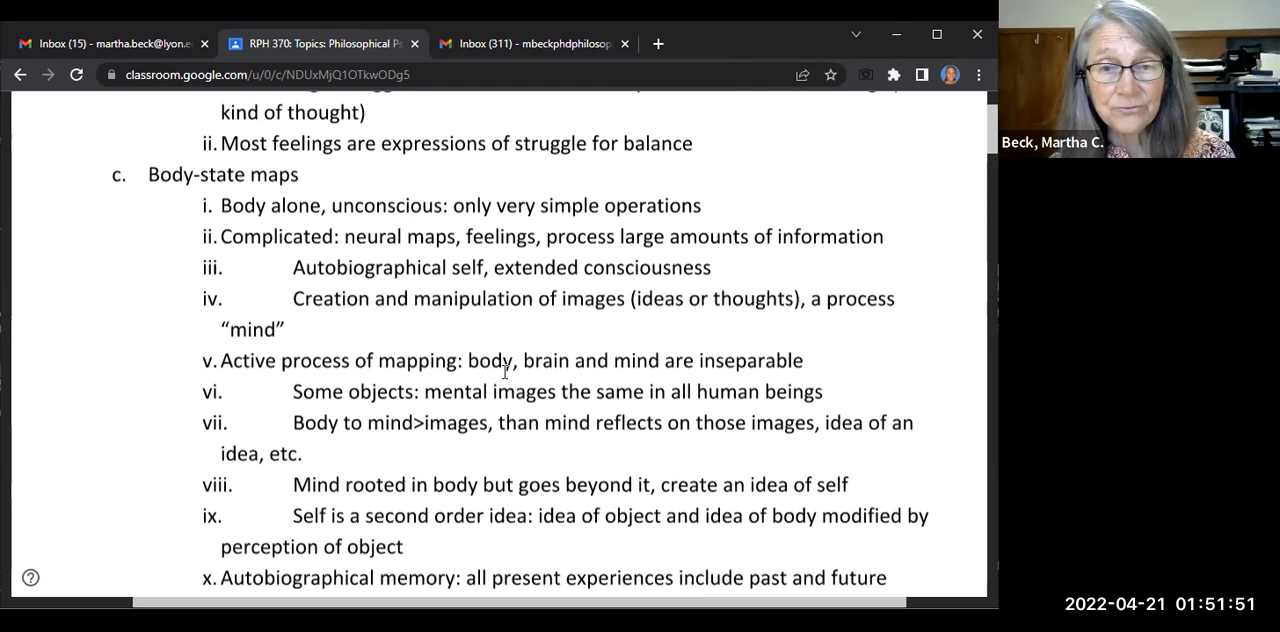 Inbox (15) - martha.beck@lyon.e
RPH 370: Topics: Philosophical Ps
Inbox (311) - mbeckphdphilosop
classroom.google.com/u/0/c/NDUxMjQ1OTkwODg5
kind of thought)
ii. Most feelings are expressions of struggle for balance
c. Body-state maps
i. Body alone, unconscious: only very simple operations
ii. Complicated: neural maps, feelings, process large amounts of information
iii. Autobiographical self, extended consciousness
iv. Creation and manipulation of images (ideas or thoughts), a process
“mind”
v. Active process of mapping: body, brain and mind are inseparable
vi. Some objects: mental images the same in all human beings
vii. Body to mind>images, than mind reflects on those images, idea of an
idea, etc.
viii. Mind rooted in body but goes beyond it, create an idea of self
ix. Self is a second order idea: idea of object and idea of body modified by
perception of object
x. Autobiographical memory: all present experiences include past and future
Beck, Martha C.
2022-04-21 01:51:51